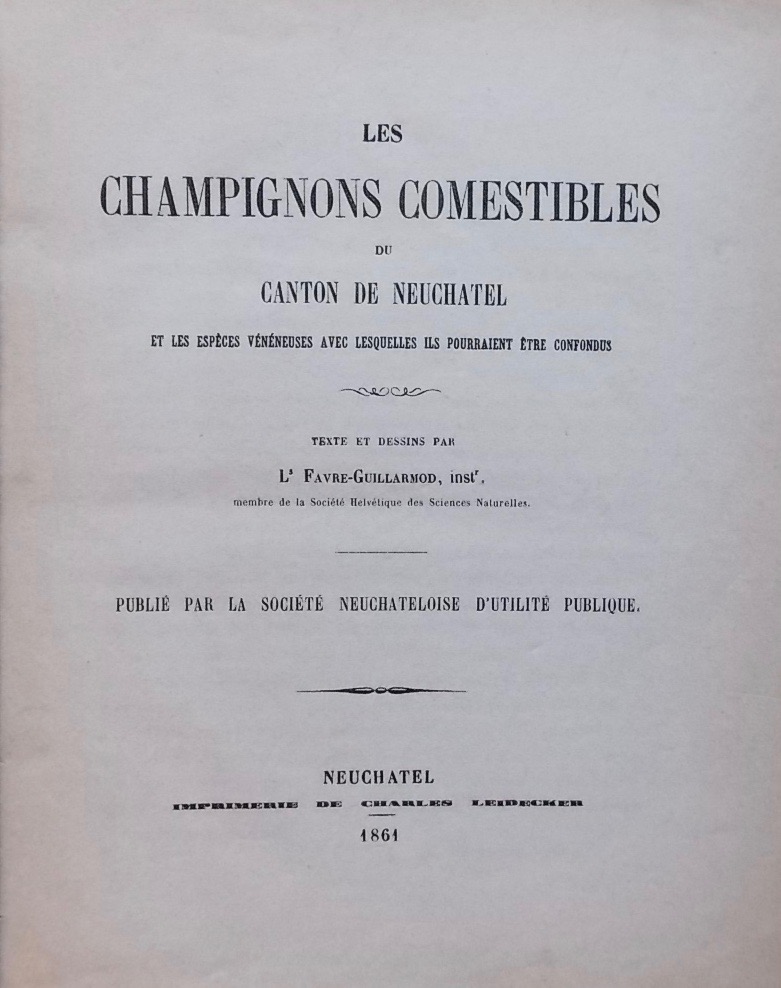 LES
CHAMPIGNONS COMESTIBLES
DU
CANTON DE NEUCHATEL
ET LES ESPÈCES VÉNÉNEUSES AVEC LESQUELLES ILS POURRAIENT ÊTRE CONFONDUS
TEXTE ET DESSINS PAR
Lˢ FAVRE-GUILLARMOD, instʳ,
membre de la Société Helvétique des Sciences Naturelles.
PUBLIÉ PAR LA SOCIÉTÉ NEUCHATELOISE D'UTILITÉ PUBLIQUE.
NEUCHATEL
IMPRIMERIE DE CHARLES LEIDECKER
1861